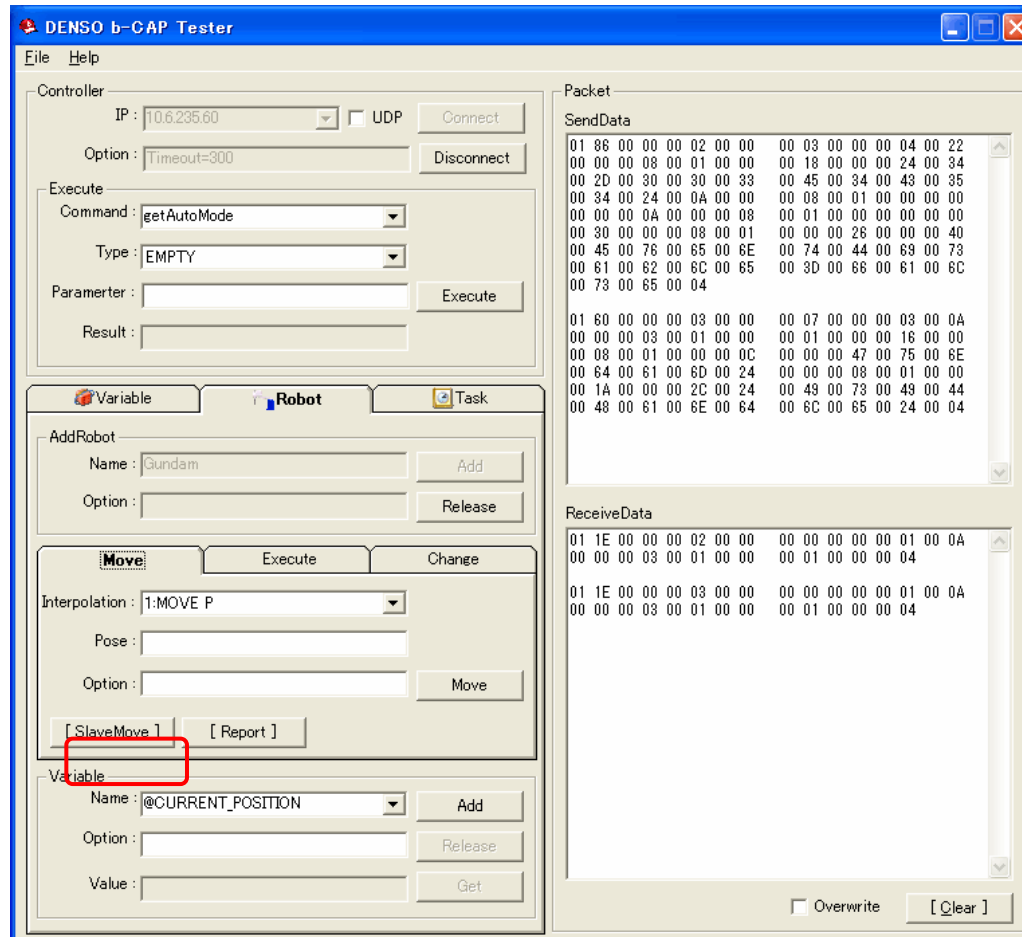 DENSO b-CAP Tester
File Help
Controller
IP : 10.6.235.60 UDP Connect
Option : Timeout=300 Disconnect
Execute
Command : getAutoMode
Type : EMPTY
Paramerter : Execute
Result :
Variable Robot Task
AddRobot
Name : Gundam Add
Option : Release
Move Execute Change
Interpolation : 1:MOVE P
Pose :
Option : Move
[ SlaveMove ] [ Report ]
Variable
Name : @CURRENT_POSITION Add
Option : Release
Value : Get
Packet
SendData
01 86 00 00 00 02 00 00 00 03 00 00 00 04 00 22
00 00 00 08 00 01 00 00 00 18 00 00 00 24 00 34
00 2D 00 30 00 30 00 33 00 45 00 34 00 43 00 35
00 34 00 24 00 0A 00 00 00 08 00 01 00 00 00 00
00 00 00 0A 00 00 00 08 00 01 00 00 00 00 00 00
00 30 00 00 00 08 00 01 00 00 00 26 00 00 00 40
00 45 00 76 00 65 00 6E 00 74 00 44 00 69 00 73
00 61 00 62 00 6C 00 65 00 3D 00 66 00 61 00 6C
00 73 00 65 00 04
01 60 00 00 00 03 00 00 00 07 00 00 00 03 00 0A
00 00 00 03 00 01 00 00 00 01 00 00 00 16 00 00
00 08 00 01 00 00 00 0C 00 00 00 47 00 75 00 6E
00 64 00 61 00 6D 00 24 00 00 00 08 00 01 00 00
00 1A 00 00 00 2C 00 24 00 49 00 73 00 49 00 44
00 48 00 61 00 6E 00 64 00 6C 00 65 00 24 00 04
ReceiveData
01 1E 00 00 00 02 00 00 00 00 00 00 00 01 00 0A
00 00 00 03 00 01 00 00 00 01 00 00 00 04
01 1E 00 00 00 03 00 00 00 00 00 00 00 01 00 0A
00 00 00 03 00 01 00 00 00 01 00 00 00 04
Overwrite [ Clear ]